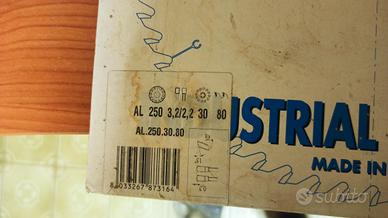 AL 250 3,2/2,2 30 80
AL.250.30.80
8 033267 873164
USTRIAL
MADE IN
subito